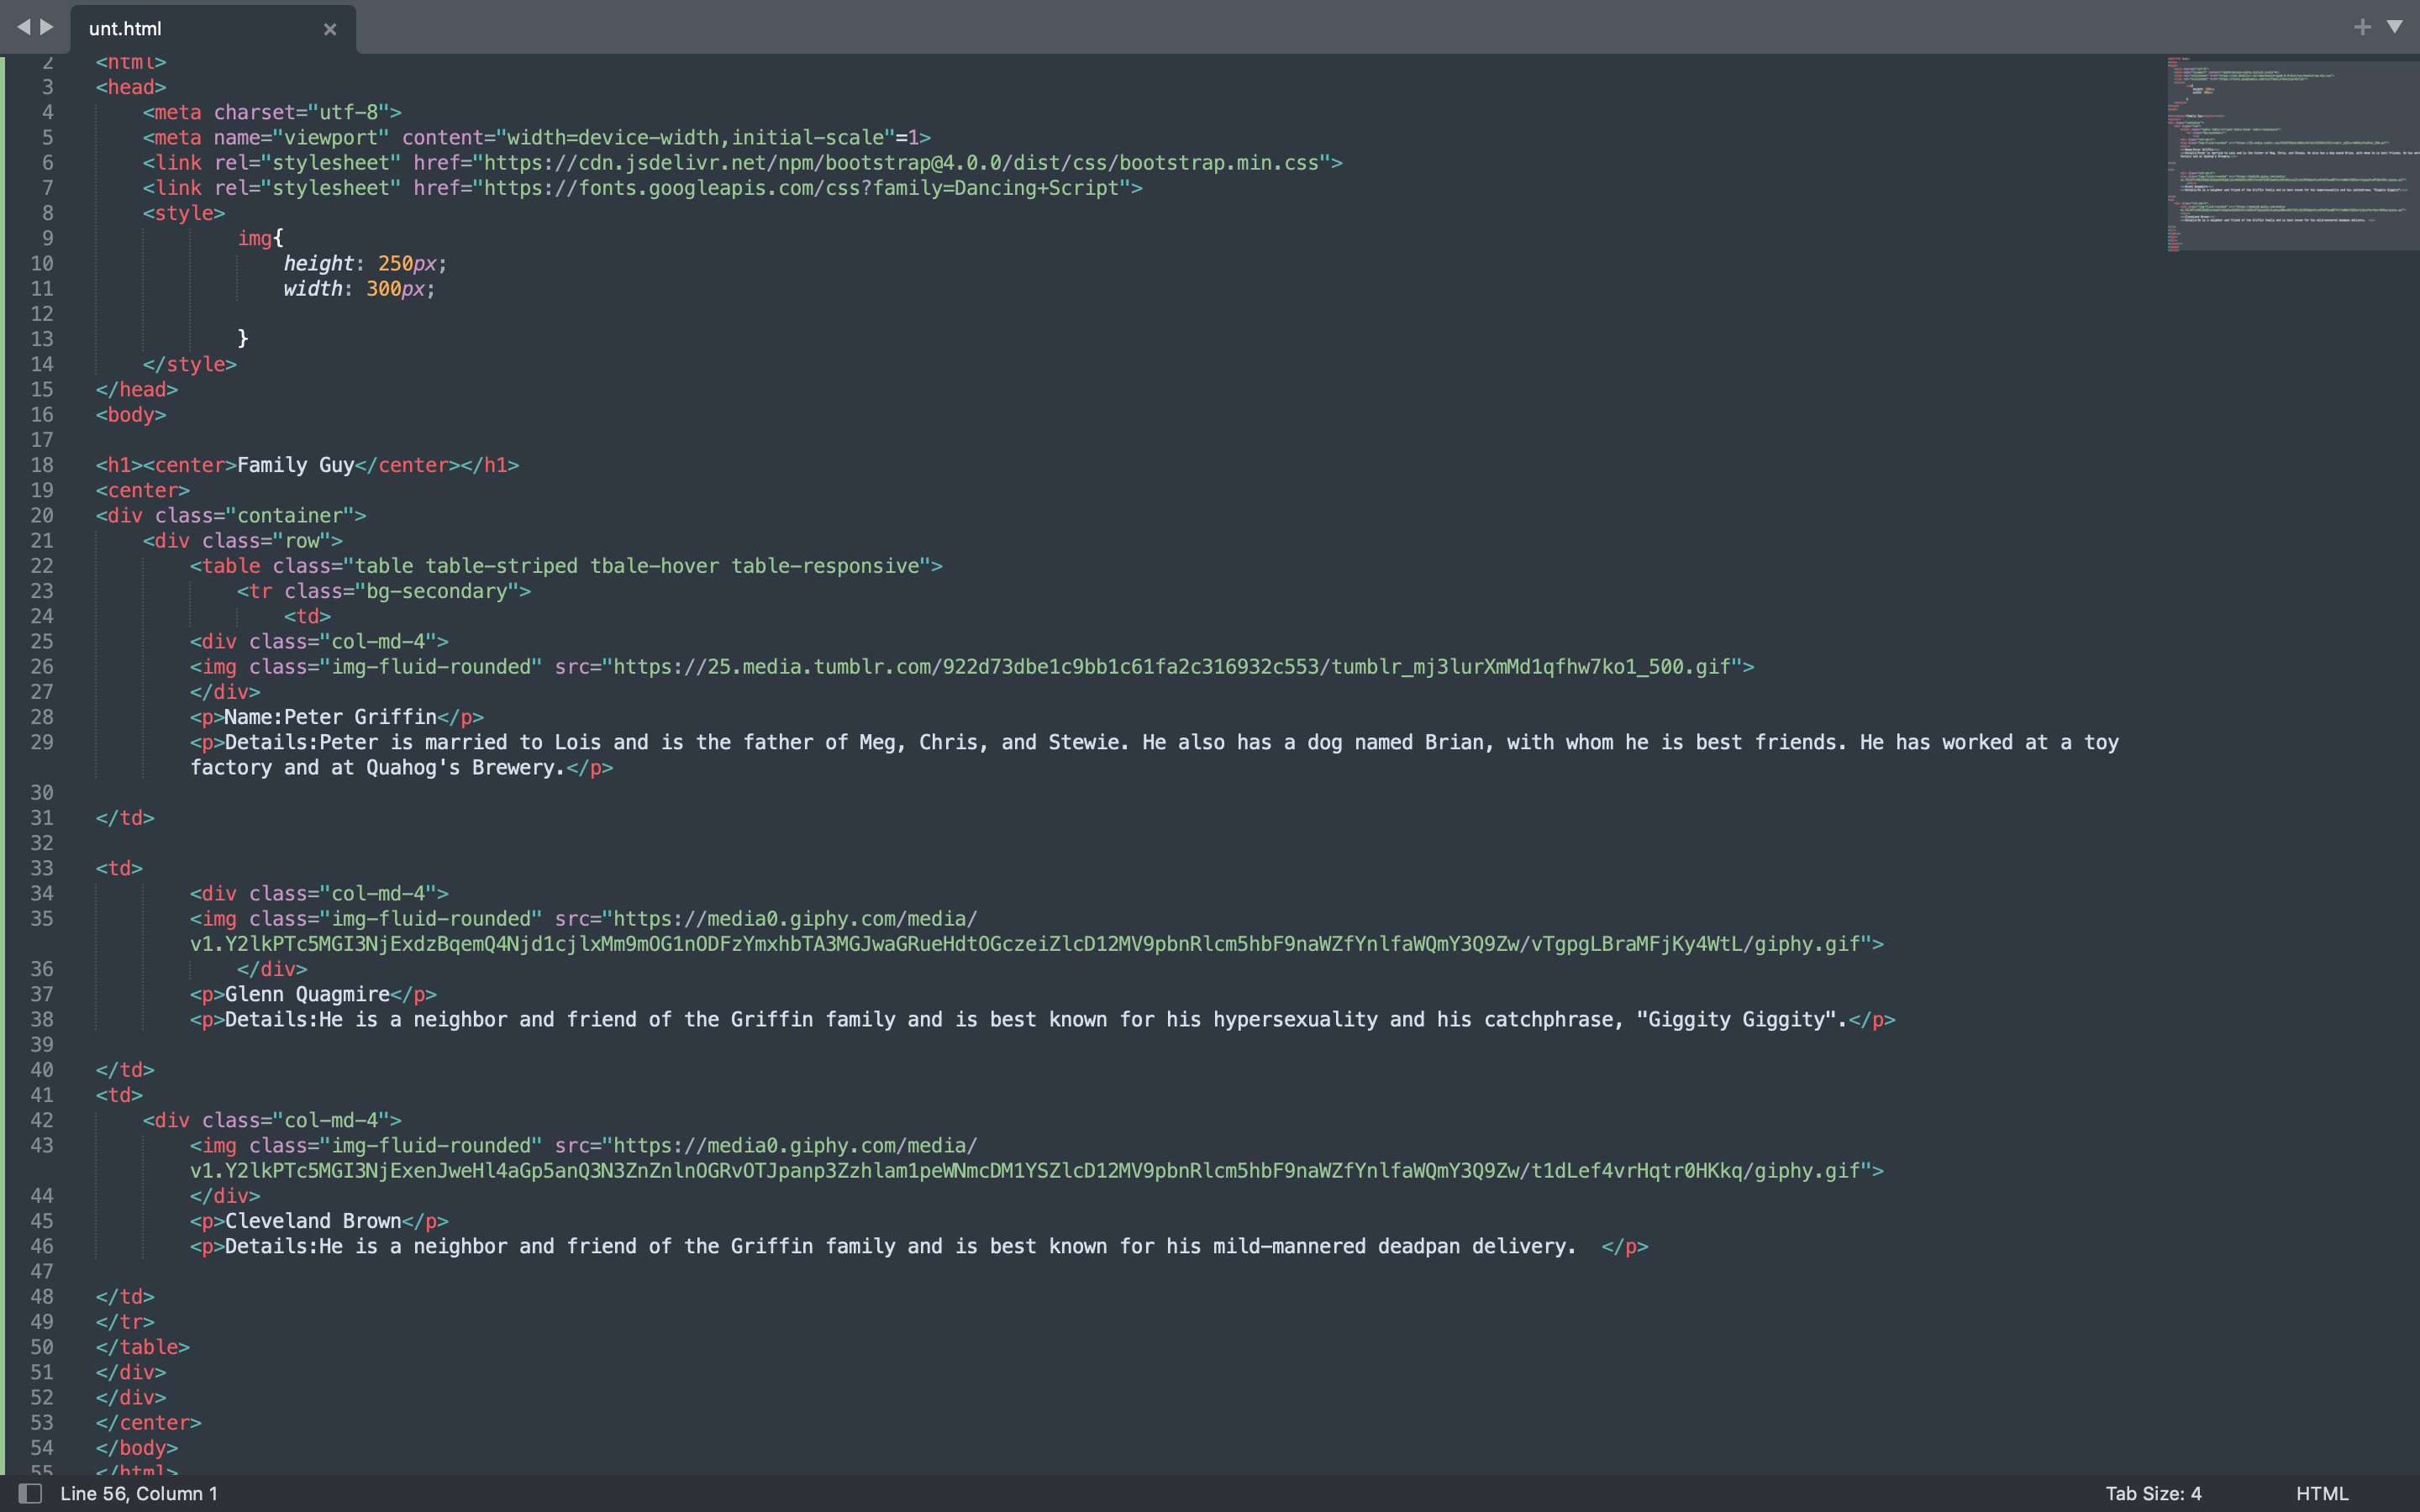 unt.html
2 <html>
3 <head>
4 <meta charset="utf-8">
5 <meta name="viewport" content="width=device-width,initial-scale"=1>
6 <link rel="stylesheet" href="https://cdn.jsdelivr.net/npm/bootstrap@4.0.0/dist/css/bootstrap.min.css">
7 <link rel="stylesheet" href="https://fonts.googleapis.com/css?family=Dancing+Script">
8 <style>
9 img{
10 height: 250px;
11 width: 300px;
12
13 }
14 </style>
15 </head>
16 <body>
17
18 <h1><center>Family Guy</center></h1>
19 <center>
20 <div class="container">
21 <div class="row">
22 <table class="table table-striped tbale-hover table-responsive">
23 <tr class="bg-secondary">
24 <td>
25 <div class="col-md-4">
26 <img class="img-fluid-rounded" src="https://25.media.tumblr.com/922d73dbe1c9bb1c61fa2c316932c553/tumblr_mj3lurXmMd1qfhw7ko1_500.gif">
27 </div>
28 <p>Name:Peter Griffin</p>
29 <p>Details:Peter is married to Lois and is the father of Meg, Chris, and Stewie. He also has a dog named Brian, with whom he is best friends. He has worked at a toy
factory and at Quahog's Brewery.</p>
30
31 </td>
32
33 <td>
34 <div class="col-md-4">
35 <img class="img-fluid-rounded" src="https://media0.giphy.com/media/
v1.Y2lkPTc5MGI3NjExdzBqemQ4Njd1cjlxMm9mOG1nODFzYmxhbTA3MGJwaGRueHdtOGczeiZlcD12MV9pbnRlcm5hbF9naWZfYnlfaWQmY3Q9Zw/vTgpgLBraMFjKy4WtL/giphy.gif">
36 </div>
37 <p>Glenn Quagmire</p>
38 <p>Details:He is a neighbor and friend of the Griffin family and is best known for his hypersexuality and his catchphrase, "Giggity Giggity".</p>
39
40 </td>
41 <td>
42 <div class="col-md-4">
43 <img class="img-fluid-rounded" src="https://media0.giphy.com/media/
v1.Y2lkPTc5MGI3NjExenJweHl4aGp5anQ3N3ZnZnlnOGRvOTJpanp3Zzhlam1peWNmcDM1YSZlcD12MV9pbnRlcm5hbF9naWZfYnlfaWQmY3Q9Zw/t1dLef4vrHqtr0HKkq/giphy.gif">
44 </div>
45 <p>Cleveland Brown</p>
46 <p>Details:He is a neighbor and friend of the Griffin family and is best known for his mild-mannered deadpan delivery. </p>
47
48 </td>
49 </tr>
50 </table>
51 </div>
52 </div>
53 </center>
54 </body>
55 </html>
Line 56, Column 1
Tab Size: 4
HTML